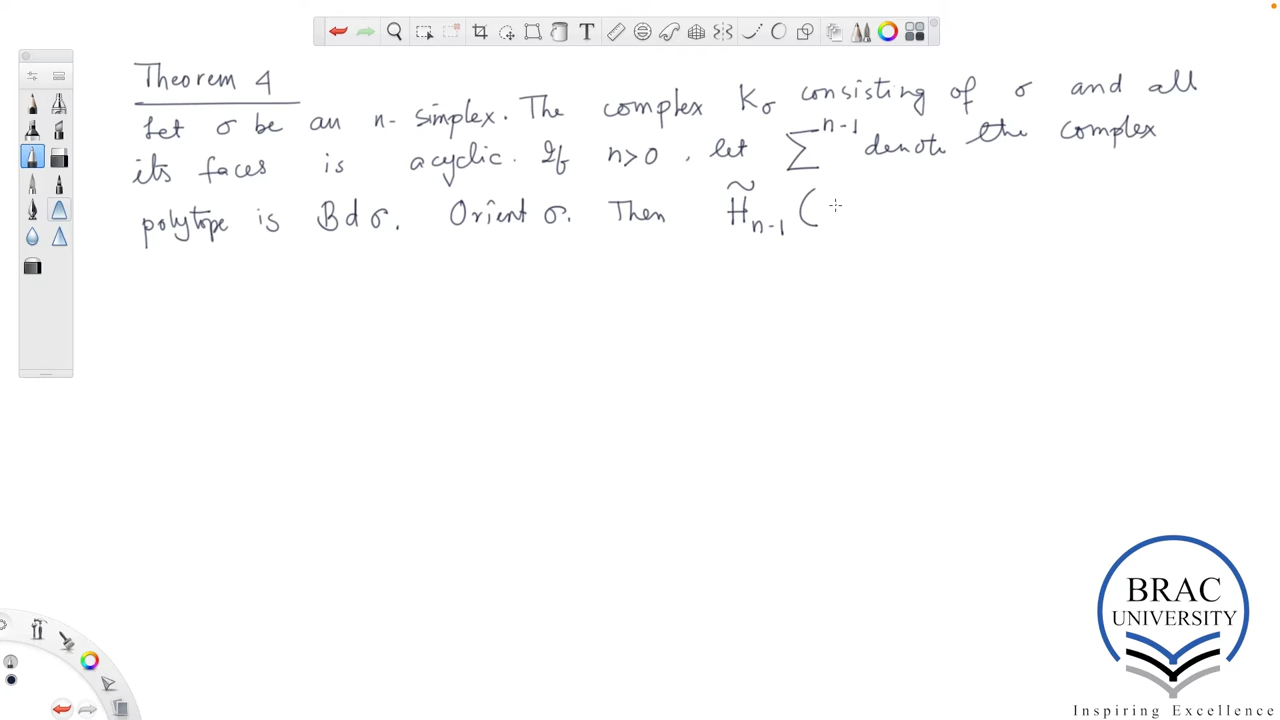 Theorem 4
Let σ be an n- simplex. The complex Kσ consisting of σ and all
its faces is acyclic. If n>0, let Σ^{n-1} denote the complex
polytope is Bd σ. Orient σ. Then H̃_{n-1} (
BRAC
UNIVERSITY
Inspiring Excellence